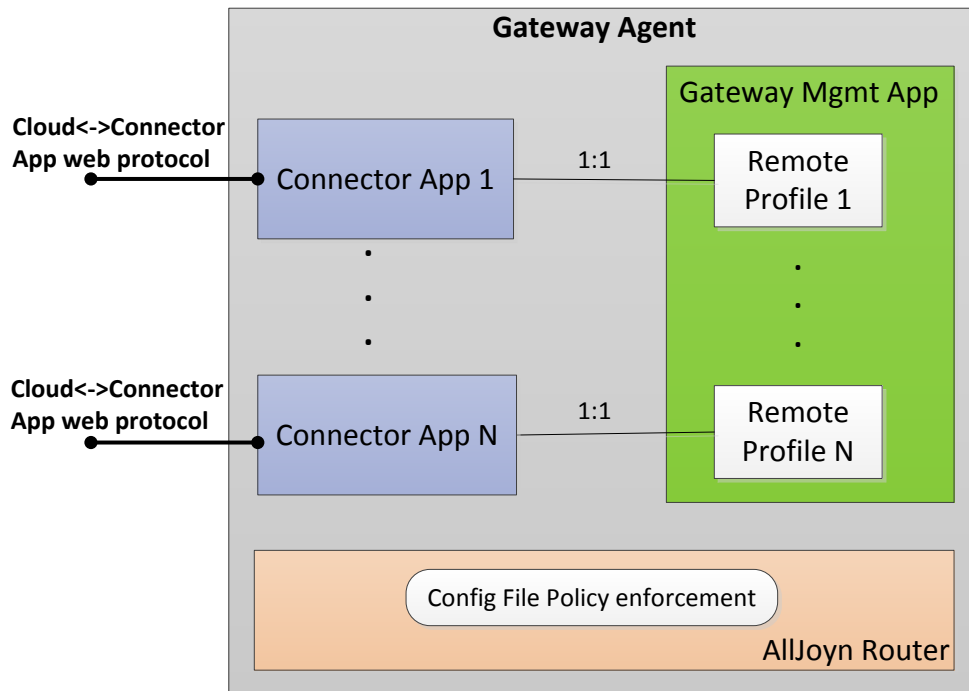 Gateway Agent
Gateway Mgmt App
Cloud<->Connector
App web protocol
Connector App 1
1:1
Remote
Profile 1
.
.
.
.
.
.
Cloud<->Connector
App web protocol
Connector App N
1:1
Remote
Profile N
Config File Policy enforcement
AllJoyn Router